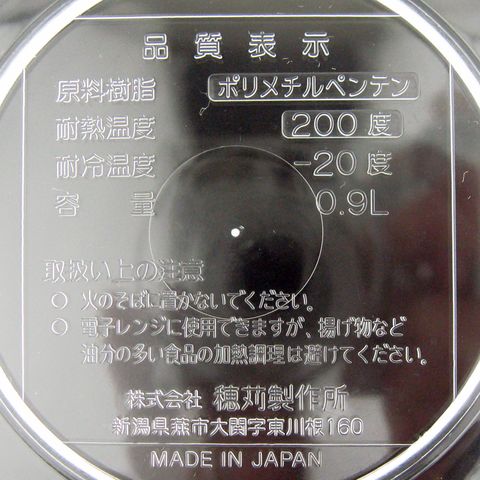 品質表示
原料樹脂 ポリメチルペンテン
耐熱温度 200度
耐冷温度 -20度
容量 0.9L
取扱い上の注意
○ 火のそばに置かないでください。
○ 電子レンジに使用できますが、揚げ物など
油分の多い食品の加熱調理は避けてください。
株式会社 穂苅製作所
新潟県燕市大関字東川根160
MADE IN JAPAN